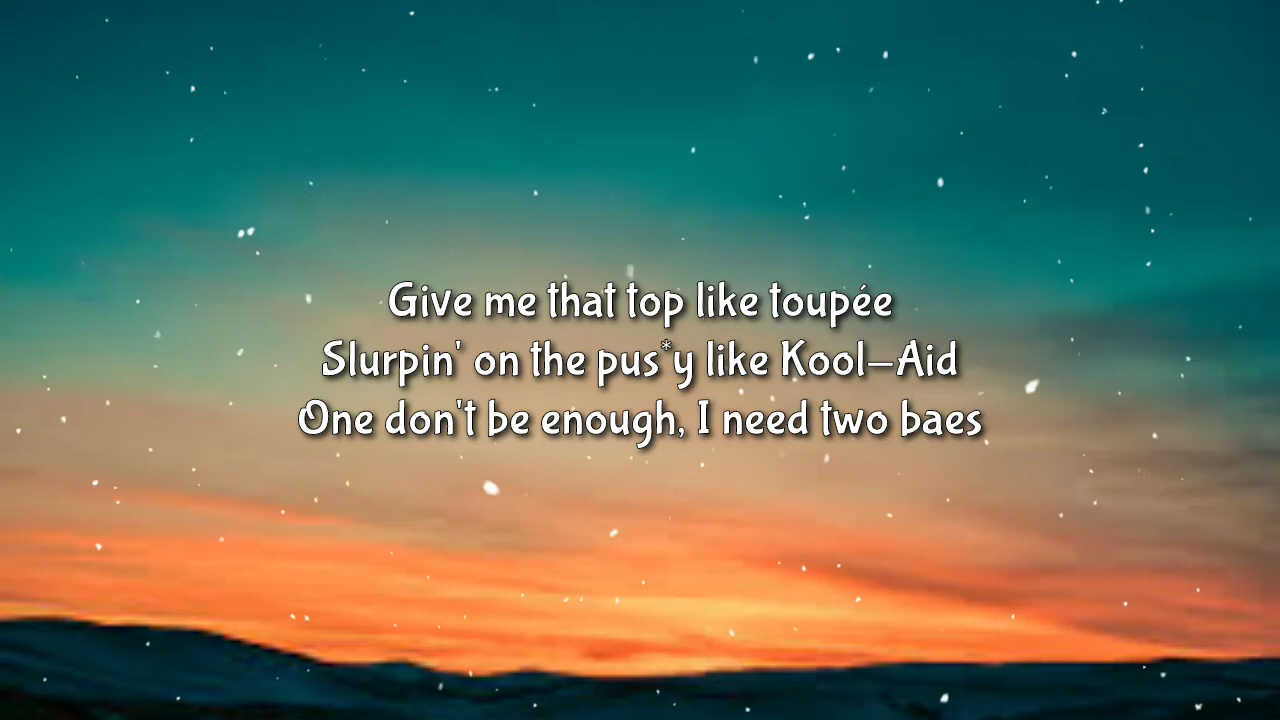 Give me that top like toupée
Slurpin' on the pus*y like Kool-Aid
One don't be enough, I need two baes